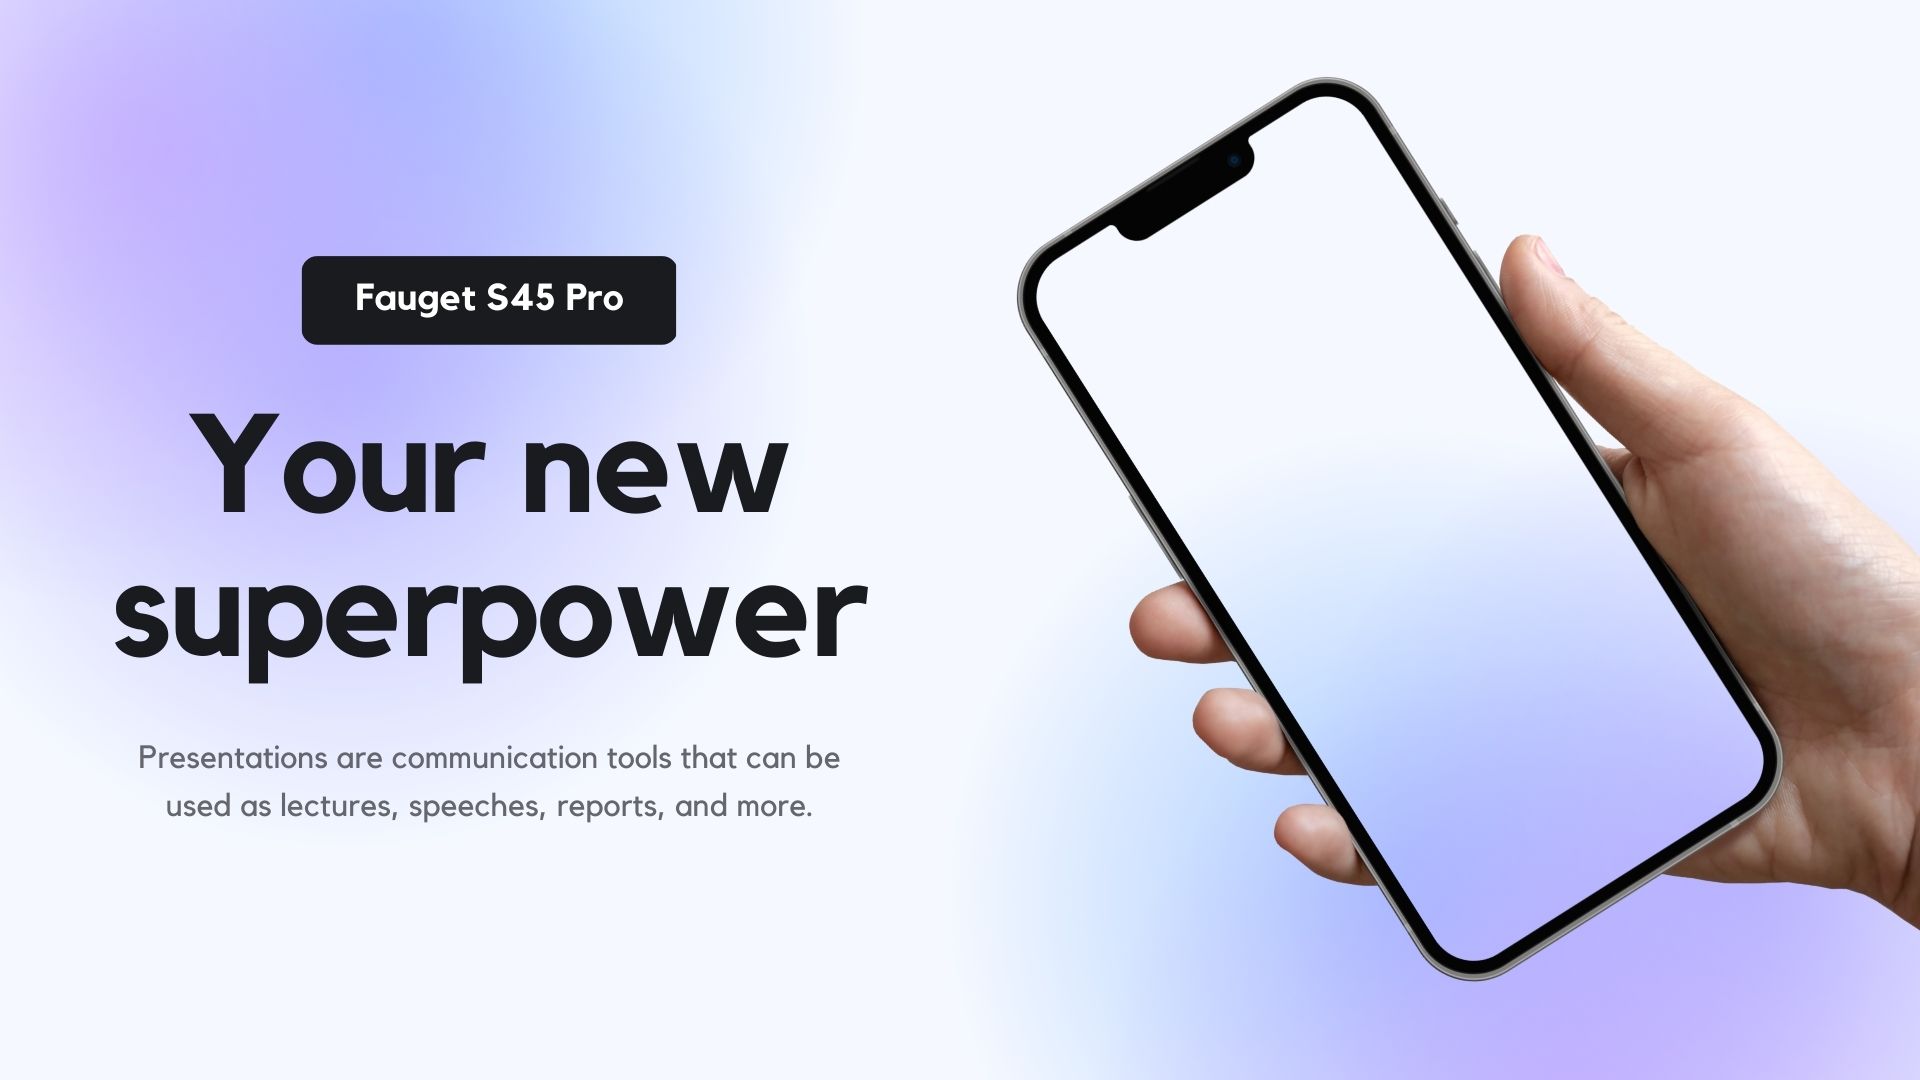 Fauget S45 Pro
Your new
superpower
Presentations are communication tools that can be
used as lectures, speeches, reports, and more.